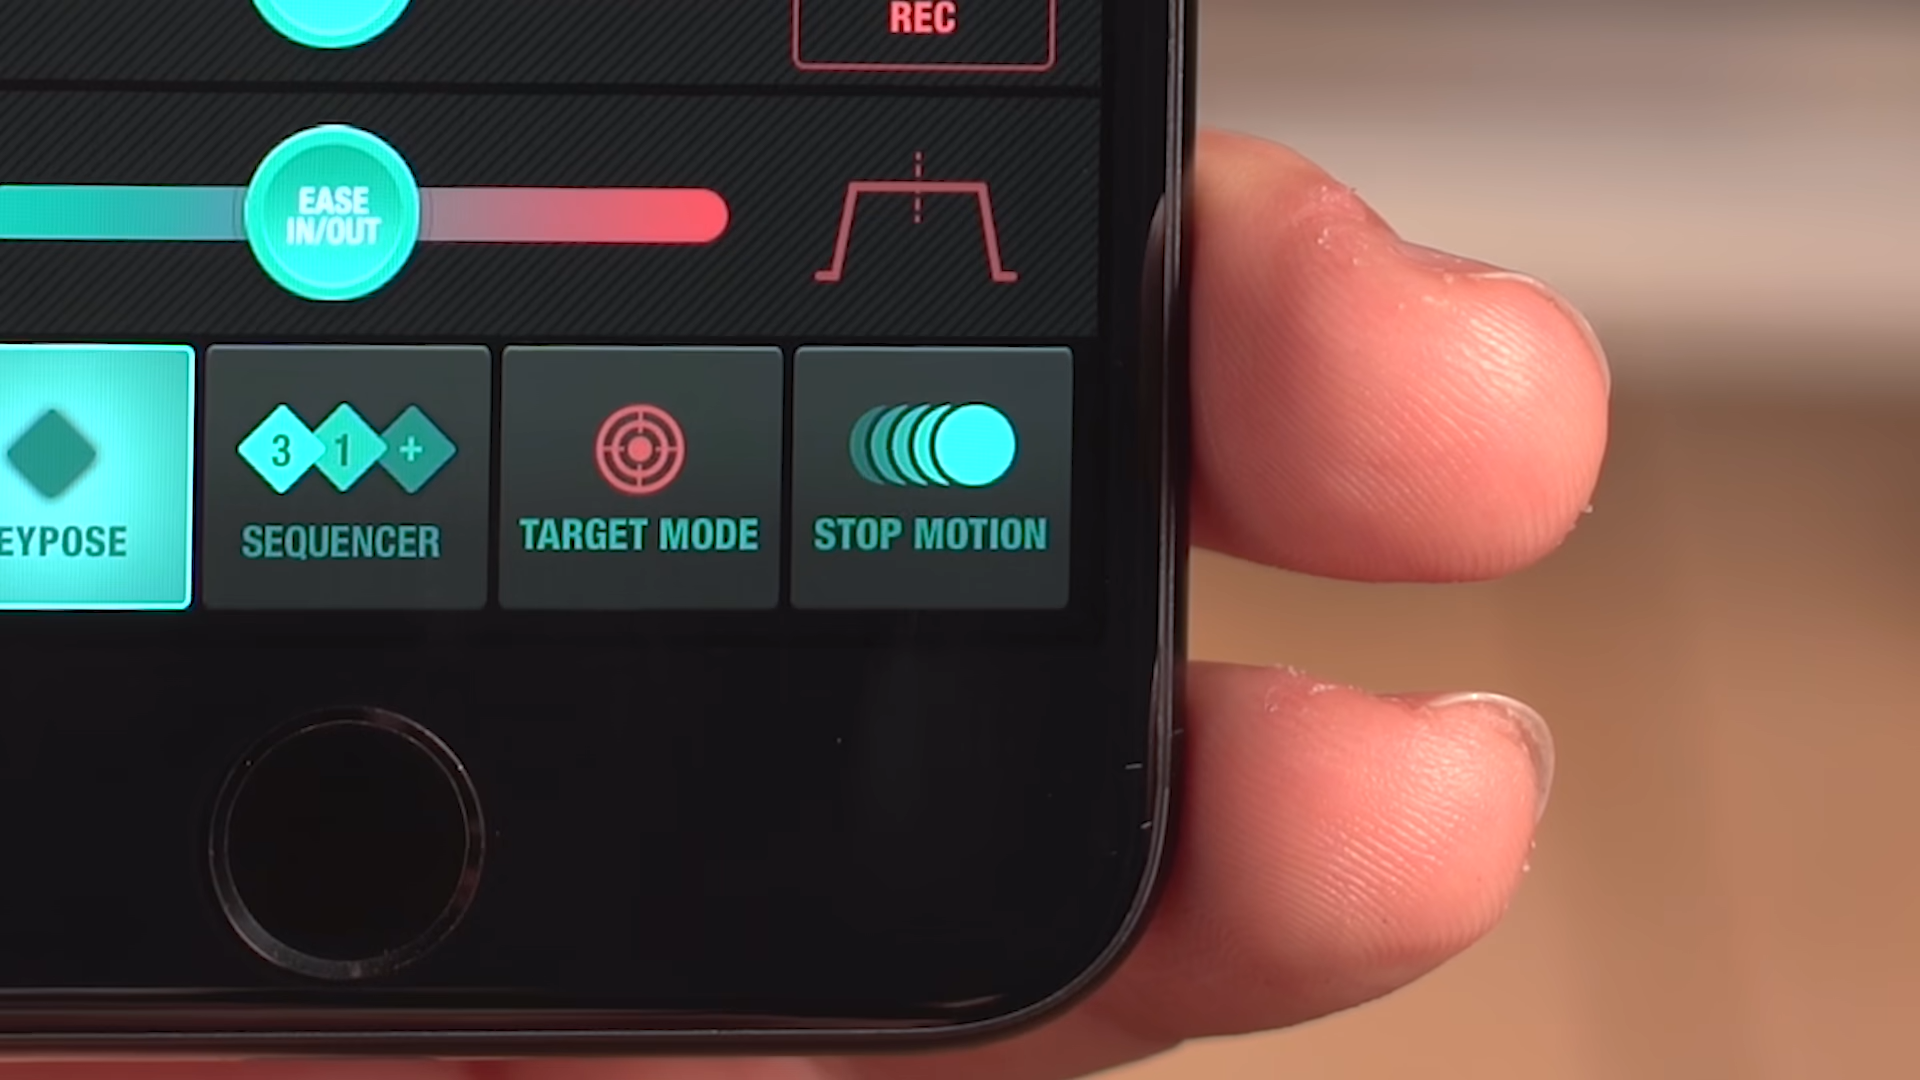 REC
EASE
IN/OUT
EYPOSE
3 1 +
SEQUENCER
TARGET MODE
STOP MOTION